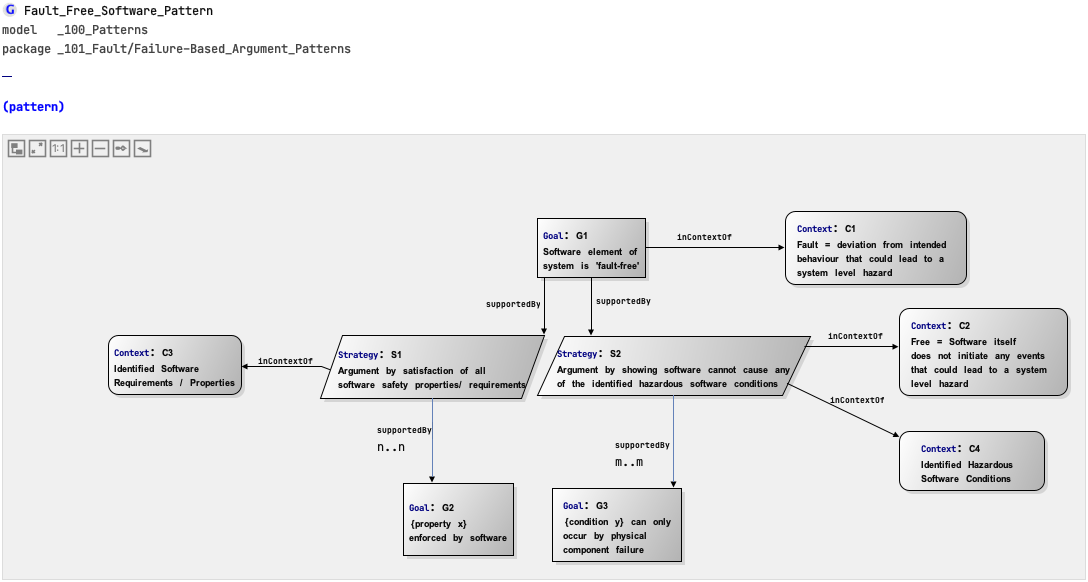 G Fault_Free_Software_Pattern
model _100_Patterns
package _101_Fault/Failure-Based_Argument_Patterns
(pattern)
1:1
Goal: G1
Software element of
system is 'fault-free'
inContextOf
Context: C1
Fault = deviation from intended
behaviour that could lead to a
system level hazard
supportedBy
supportedBy
Context: C3
Identified Software
Requirements / Properties
inContextOf
Strategy: S1
Argument by satisfaction of all
software safety properties/ requirements
Strategy: S2
Argument by showing software cannot cause any
of the identified hazardous software conditions
inContextOf
Context: C2
Free = Software itself
does not initiate any events
that could lead to a system
level hazard
inContextOf
Context: C4
Identified Hazardous
Software Conditions
supportedBy
n..n
supportedBy
m..m
Goal: G2
{property x}
enforced by software
Goal: G3
{condition y} can only
occur by physical
component failure